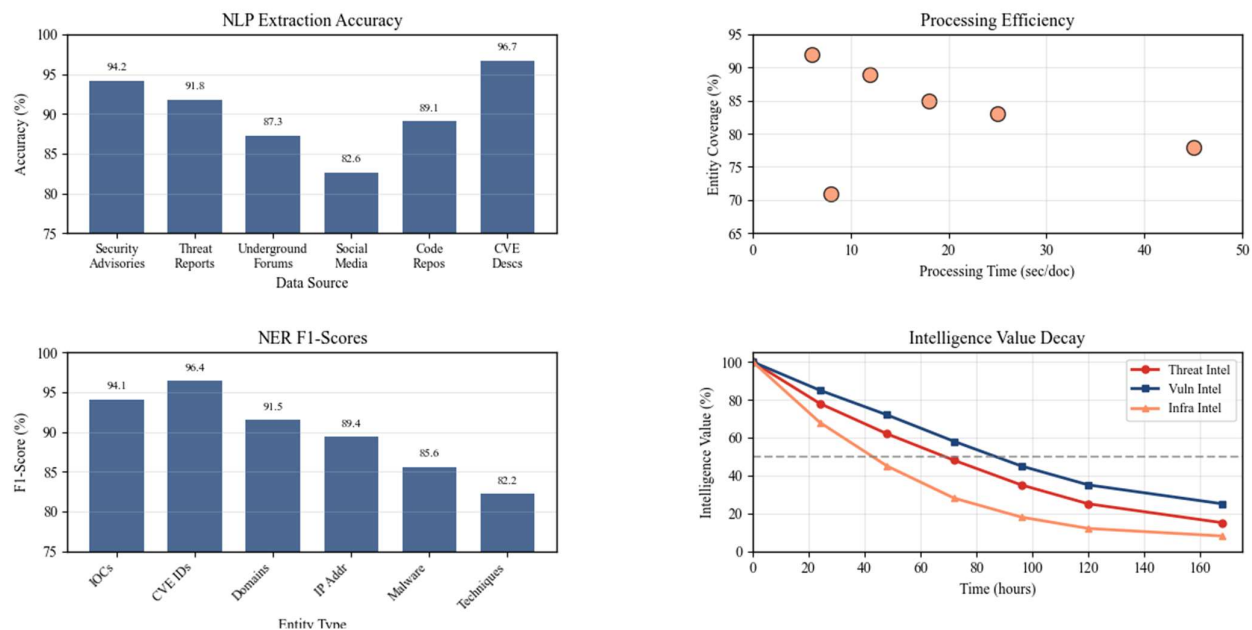 NLP Extraction Accuracy
100
95
90
85
80
75
Accuracy (%)
94.2
91.8
87.3
82.6
89.1
96.7
Security
Advisories
Threat
Reports
Underground
Forums
Social
Media
Code
Repos
CVE
Descs
Data Source
Processing Efficiency
95
90
85
80
75
70
65
Entity Coverage (%)
0 10 20 30 40 50
Processing Time (sec/doc)
NER F1-Scores
100
95
90
85
80
75
F1-Score (%)
94.1
96.4
91.5
89.4
85.6
82.2
IOCs
CVE IDs
Domains
IP Addr
Malware
Techniques
Entity Type
Intelligence Value Decay
100
80
60
40
20
0
Intelligence Value (%)
Threat Intel
Vuln Intel
Infra Intel
0 20 40 60 80 100 120 140 160
Time (hours)